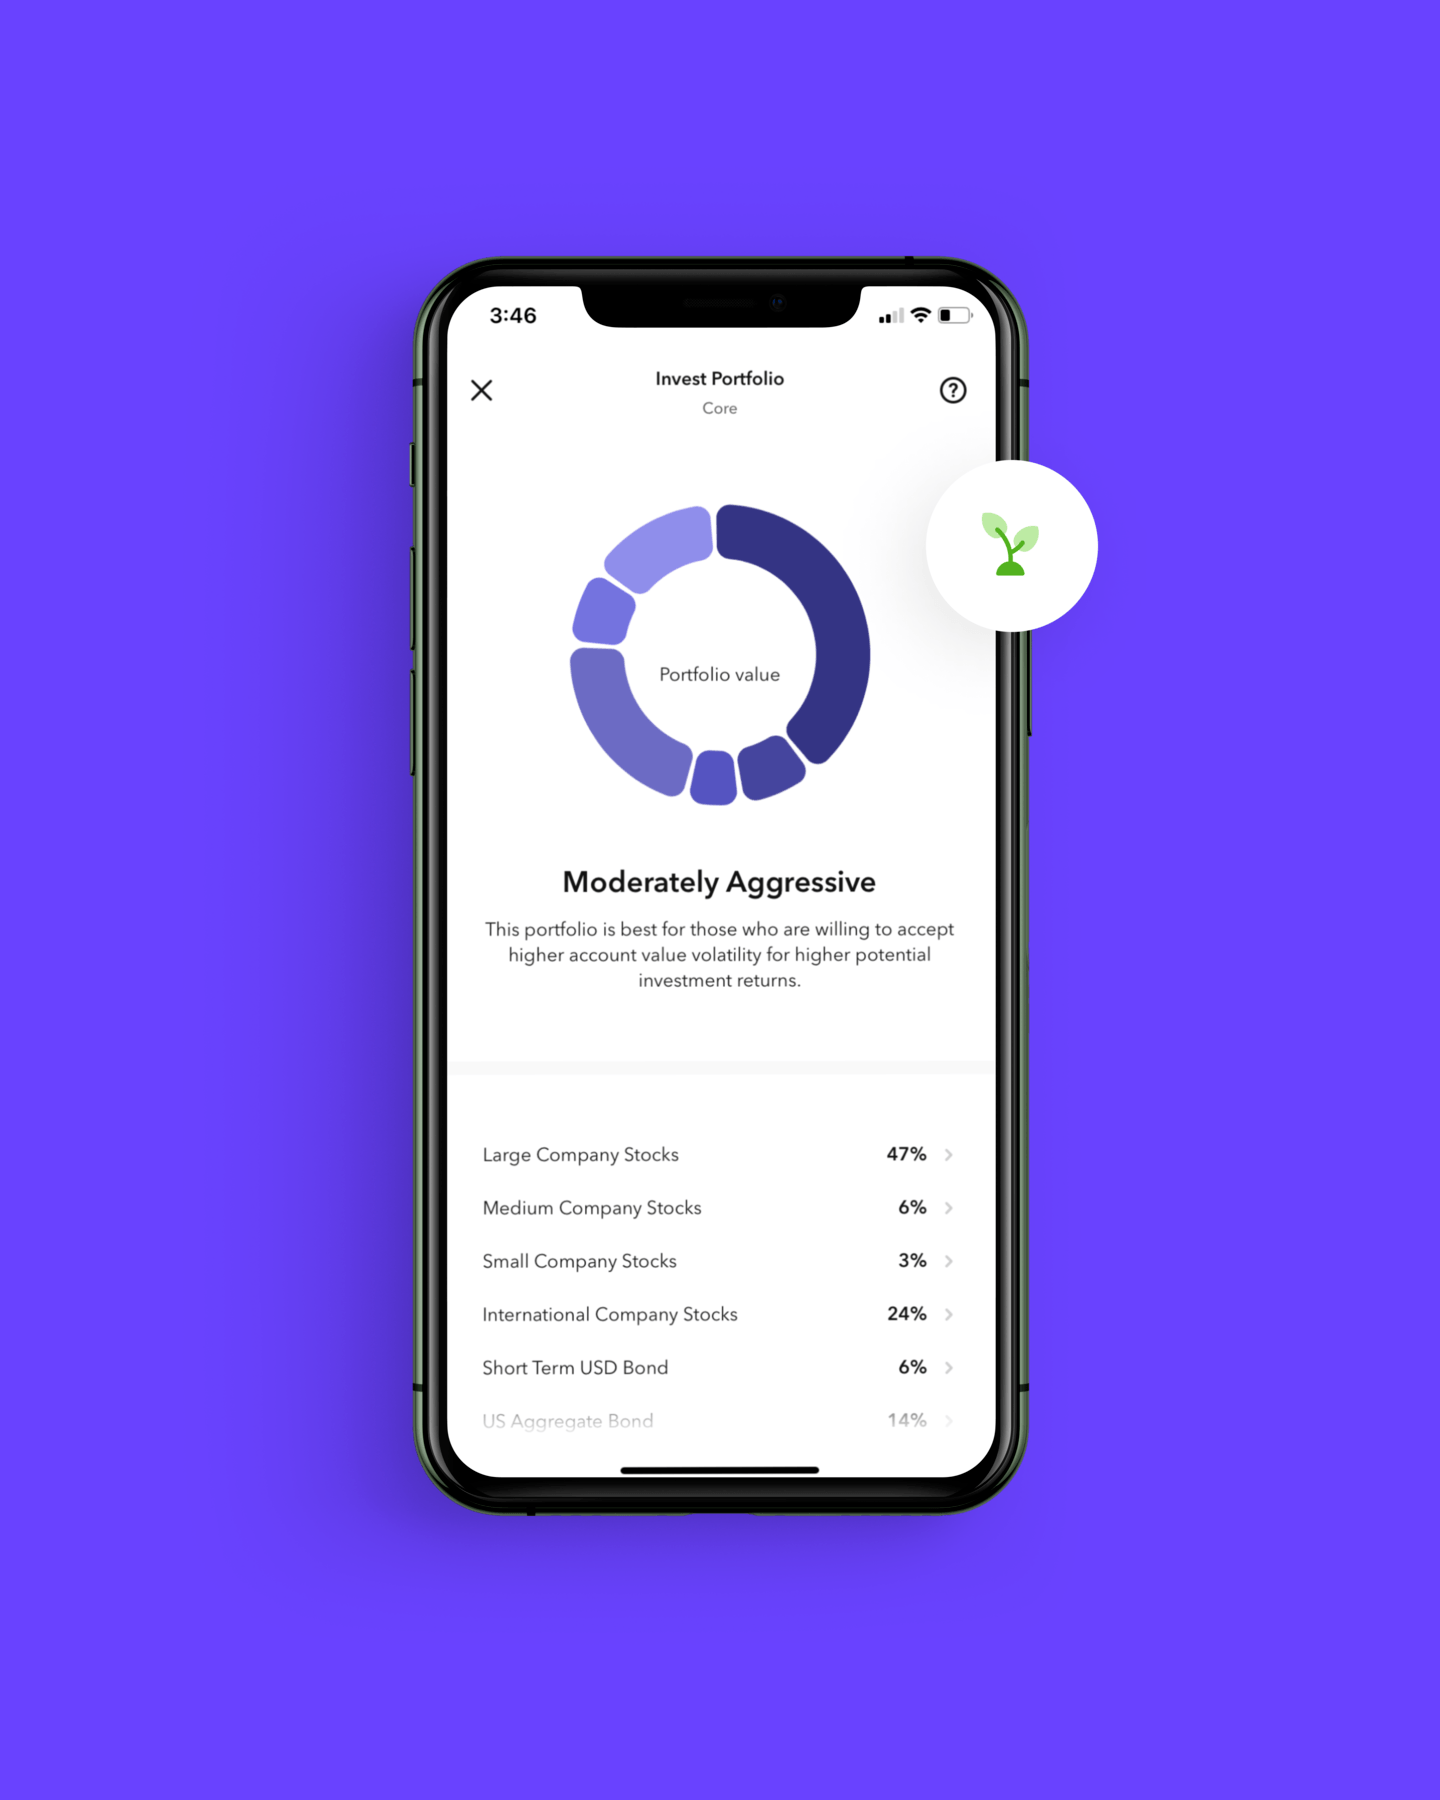 3:46
Invest Portfolio
Core
Portfolio value
Moderately Aggressive
This portfolio is best for those who are willing to accept
higher account value volatility for higher potential
investment returns.
Large Company Stocks 47%
Medium Company Stocks 6%
Small Company Stocks 3%
International Company Stocks 24%
Short Term USD Bond 6%
US Aggregate Bond 14%